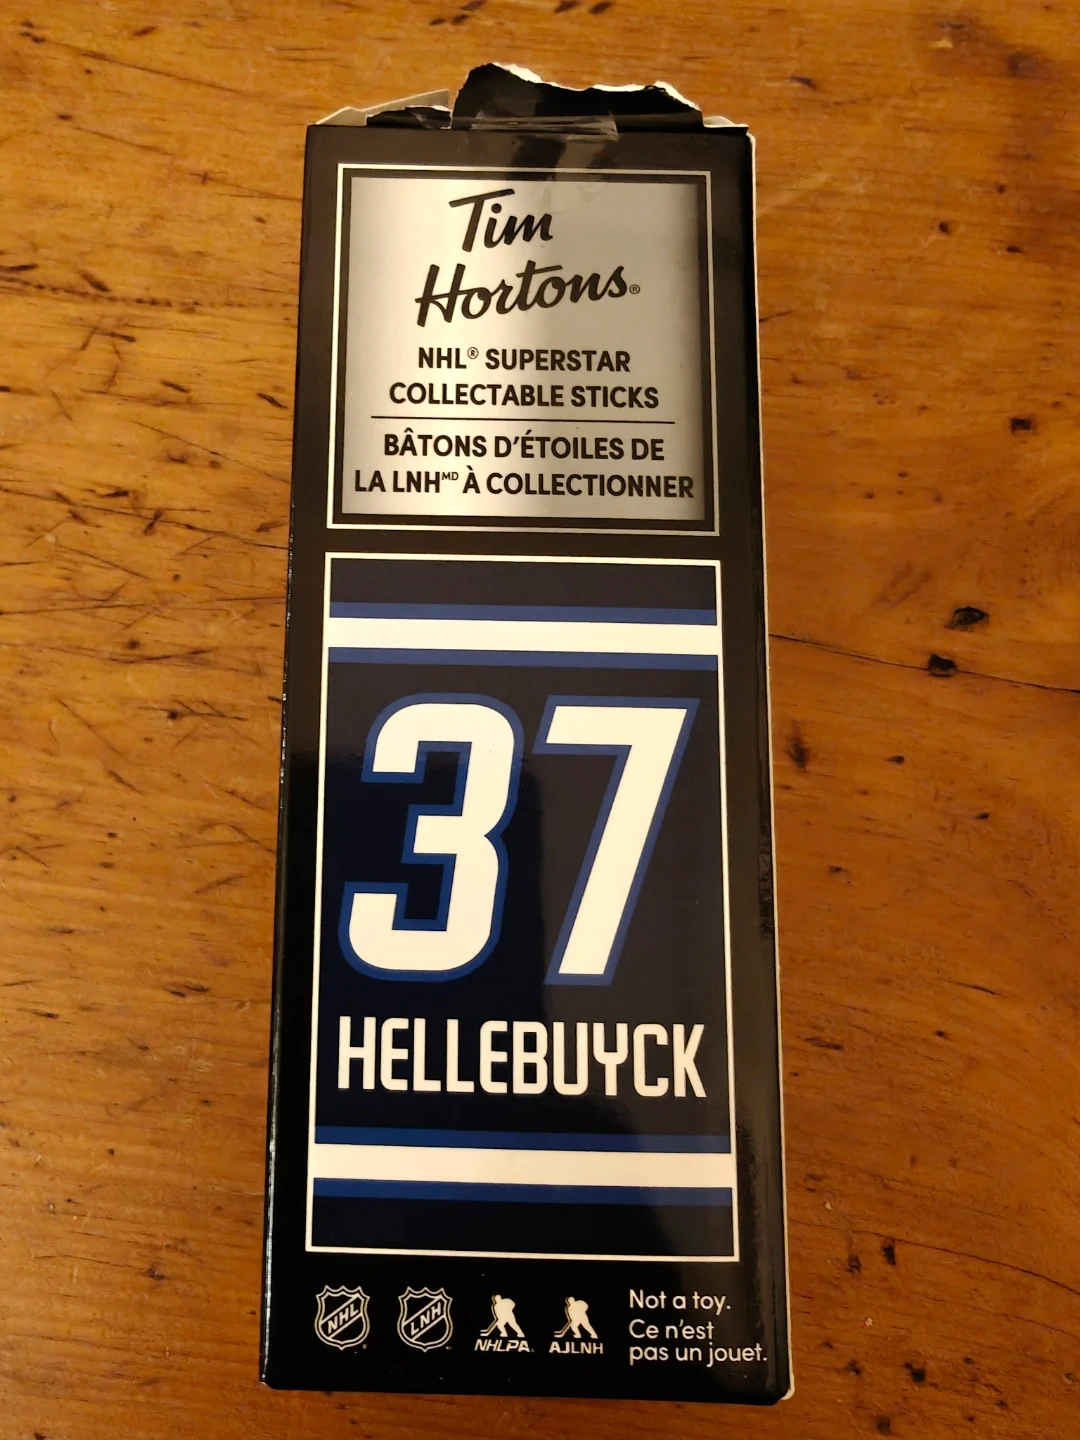 Tim
Hortons®
NHL® SUPERSTAR
COLLECTABLE STICKS
BÂTONS D'ÉTOILES DE
LA LNHᴹᴰ À COLLECTIONNER
37
HELLEBUYCK
NHL LNH NHLPA® AJLNH
Not a toy.
Ce n'est
pas un jouet.